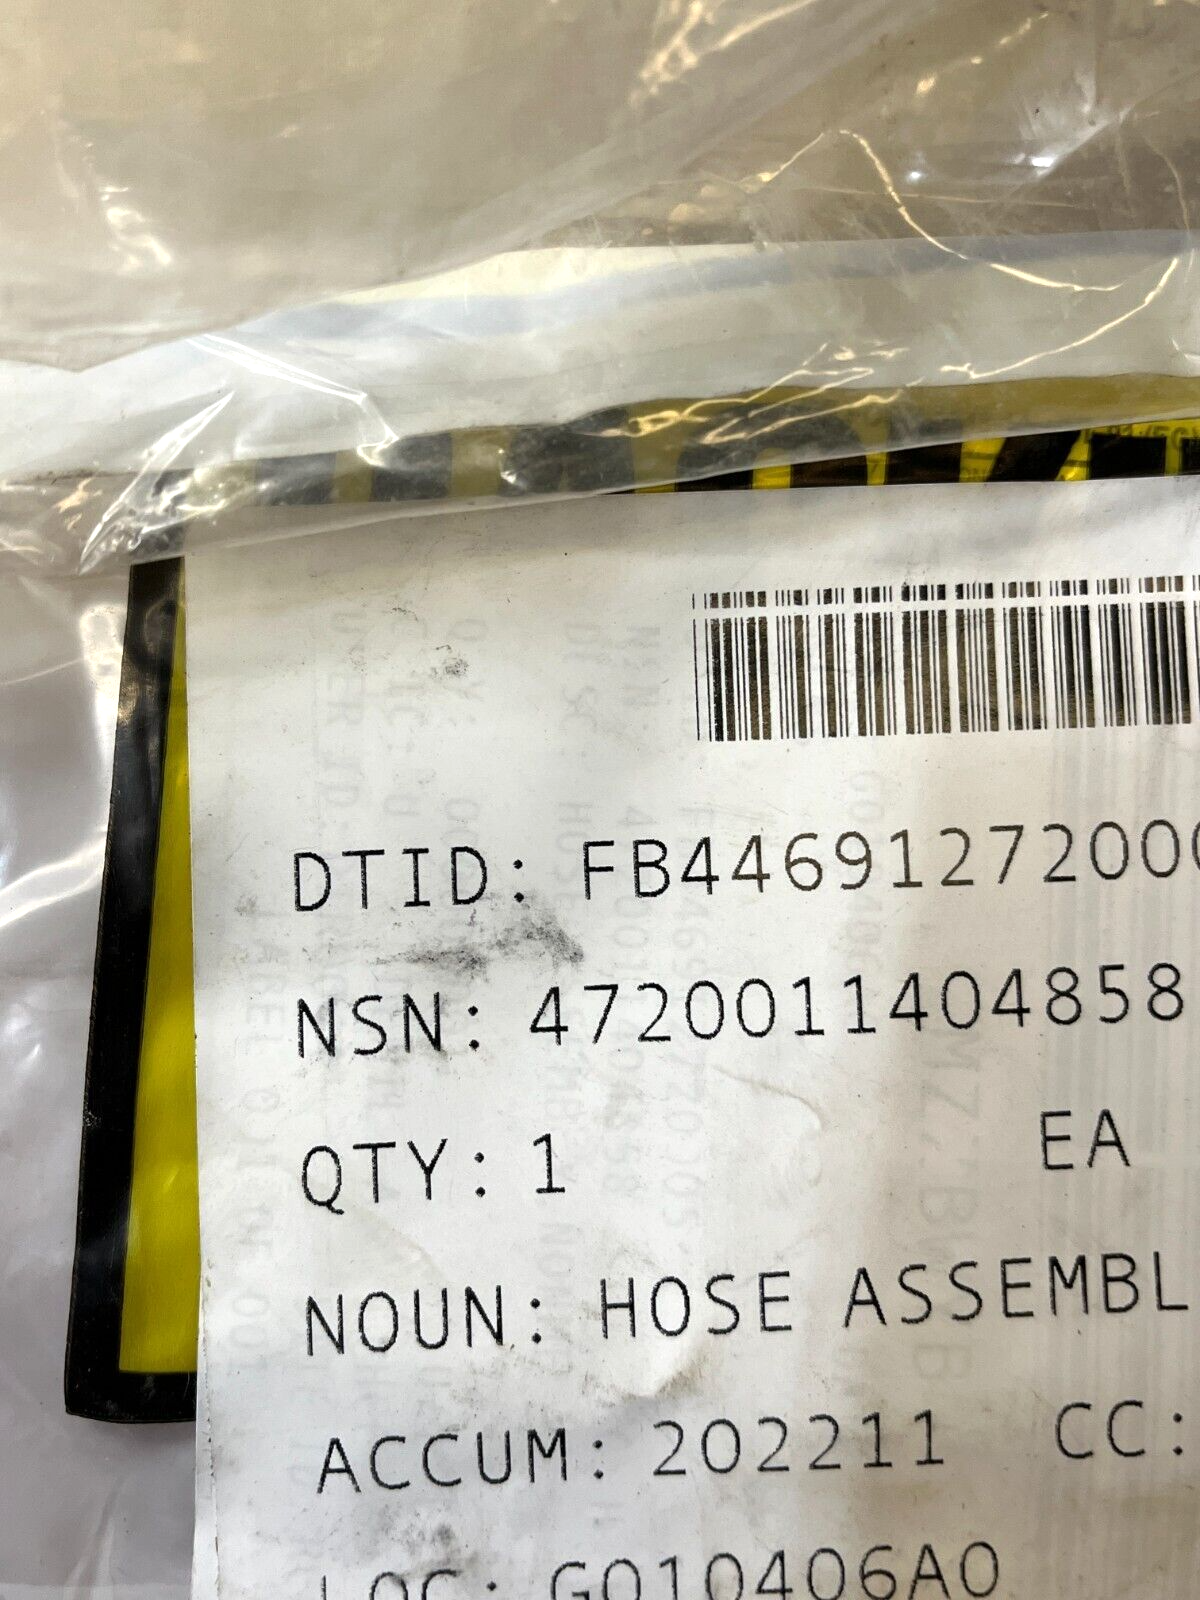 DTID: FB44691272000
NSN: 4720011404858
QTY: 1 EA
NOUN: HOSE ASSEMBL
ACCUM: 202211 CC:
LOC: G010406A0